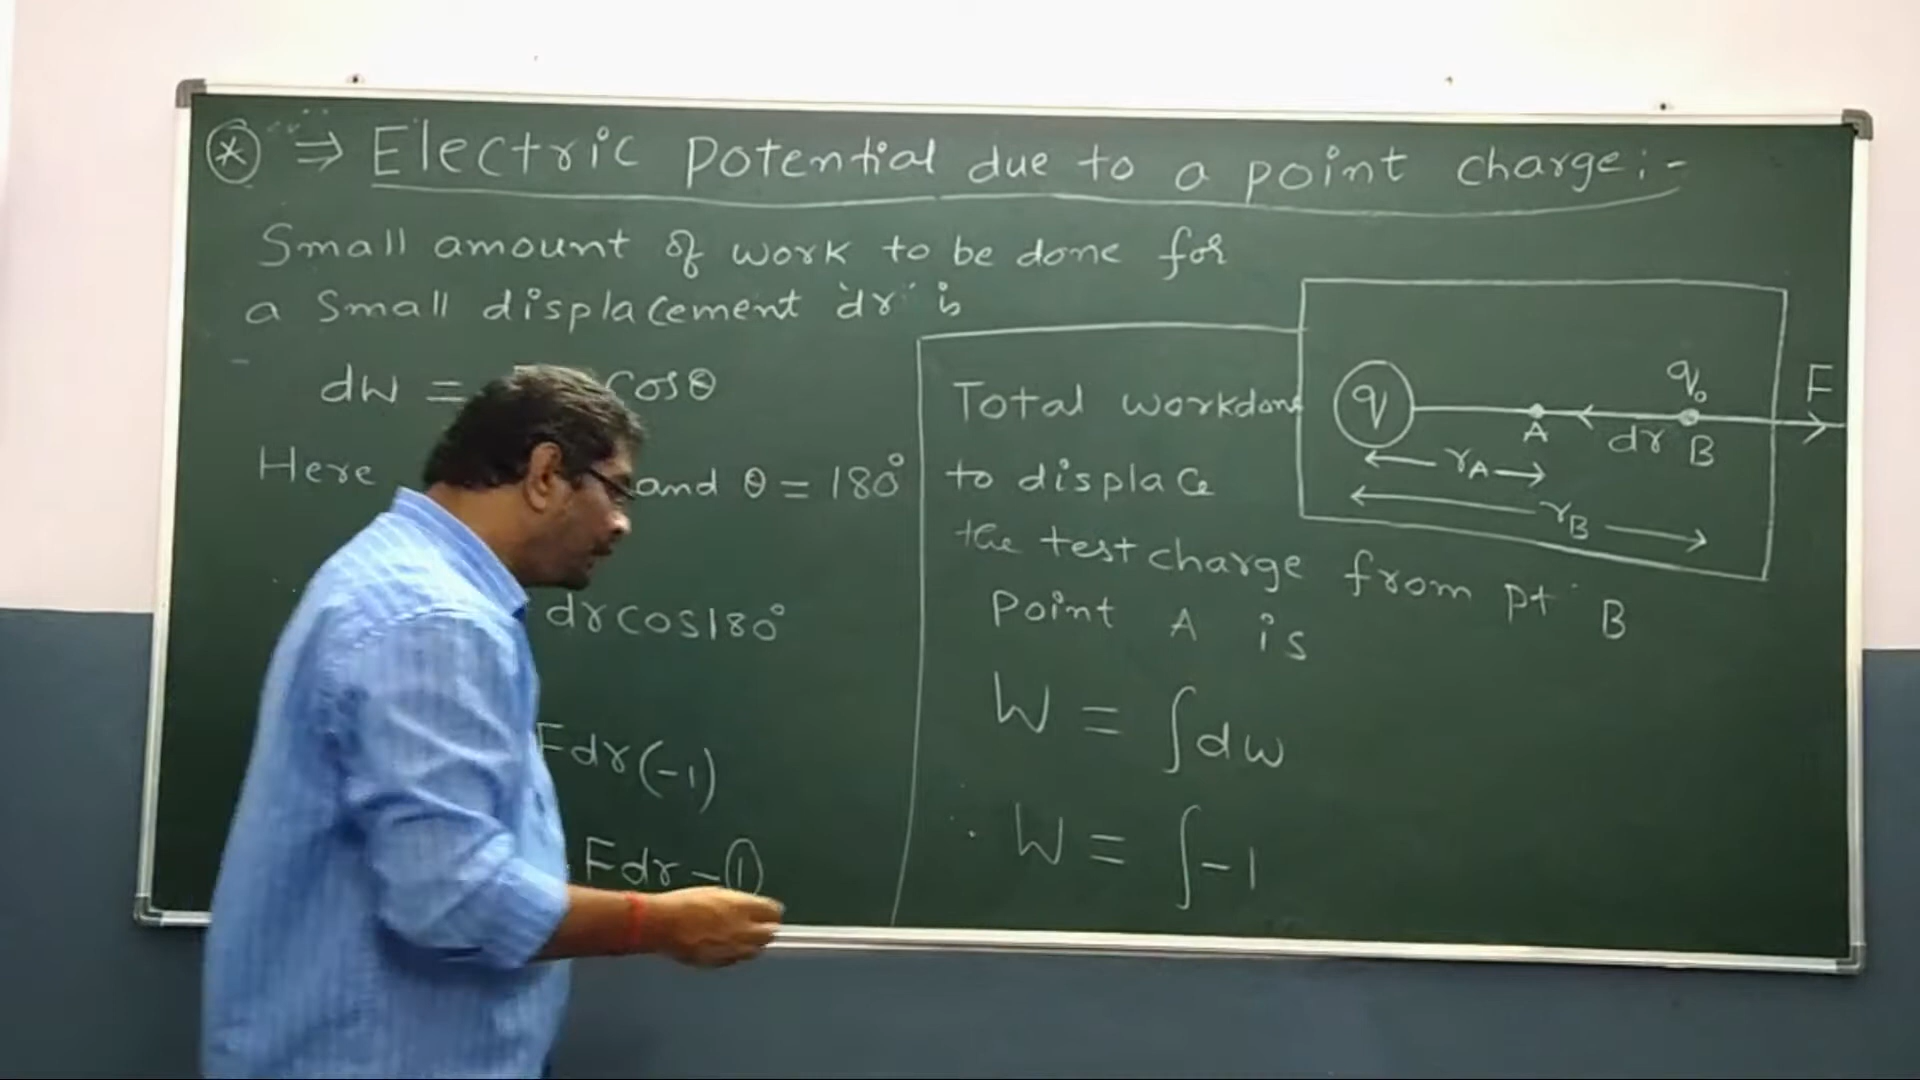 * ⇒ Electric potential due to a point charge:-
Small amount of work to be done for
a small displacement 'dr' is
dW = cosθ
Here and θ = 180°
drcos180°
Fdr(-1)
Fdr-①
Total workdone
to displace
the testcharge from pt B
Point A is
W = ∫dw
W = ∫-1
q
A
dr B
q₀
F
rA
rB